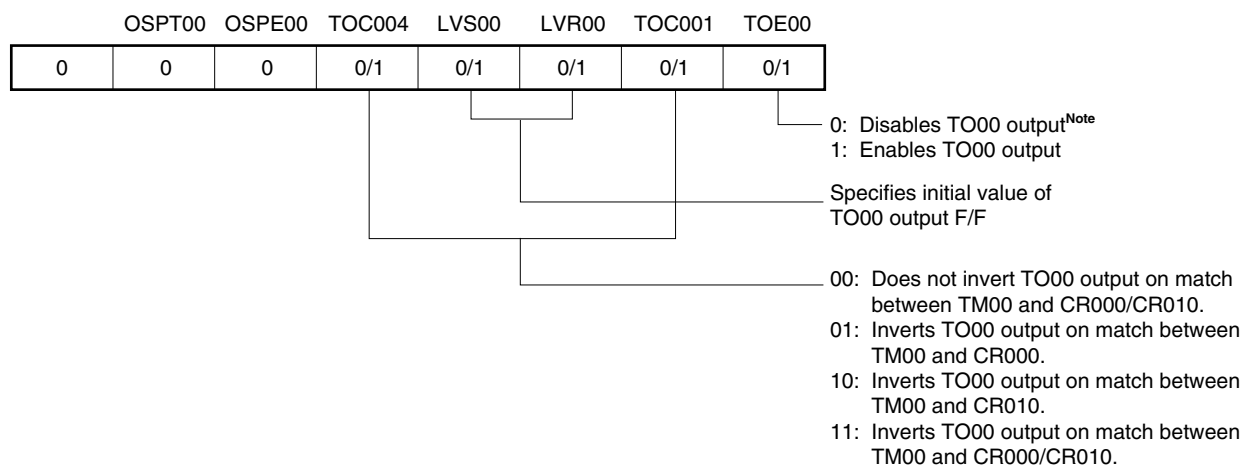 OSPT00 OSPE00 TOC004 LVS00 LVR00 TOC001 TOE00
0 0 0 0/1 0/1 0/1 0/1 0/1
0: Disables TO00 output Note
1: Enables TO00 output
Specifies initial value of
TO00 output F/F
00: Does not invert TO00 output on match
between TM00 and CR000/CR010.
01: Inverts TO00 output on match between
TM00 and CR000.
10: Inverts TO00 output on match between
TM00 and CR010.
11: Inverts TO00 output on match between
TM00 and CR000/CR010.